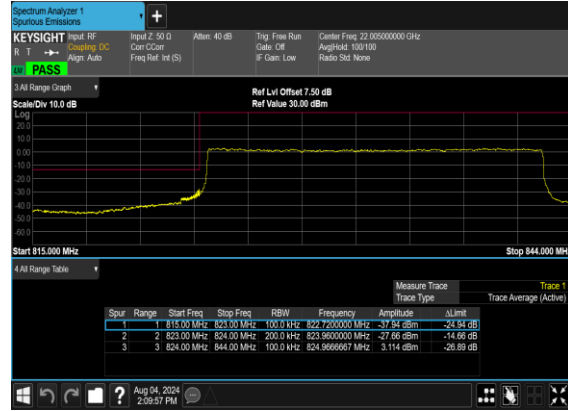 Spectrum Analyzer 1
Spurious Emissions
KEYSIGHT
R T
LM PASS
Input: RF
Coupling: DC
Align: Auto
Input Z: 50 Ω
Corr CCorr
Freq Ref: Int (S)
Atten: 40 dB
Trig: Free Run
Gate: Off
IF Gain: Low
Center Freq: 22.005000000 GHz
Avg|Hold: 100/100
Radio Std: None
3 All Range Graph
Scale/Div 10.0 dB
Ref Lvl Offset 7.50 dB
Ref Value 30.00 dBm
Log
20.0
10.0
0.00
-10.0
-20.0
-30.0
-40.0
-50.0
-60.0
Start 815.000 MHz
Stop 844.000 MH
4 All Range Table
Measure Trace Trace 1
Trace Type Trace Average (Active)
Spur Range Start Freq Stop Freq RBW Frequency Amplitude ΔLimit
1 1 815.00 MHz 823.00 MHz 100.0 kHz 822.7200000 MHz -37.94 dBm -24.94 dB
2 2 823.00 MHz 824.00 MHz 200.0 kHz 823.9600000 MHz -27.66 dBm -14.66 dB
3 3 824.00 MHz 844.00 MHz 100.0 kHz 824.9666667 MHz 3.114 dBm -26.89 dB
?
Aug 04, 2024
2:09:57 PM